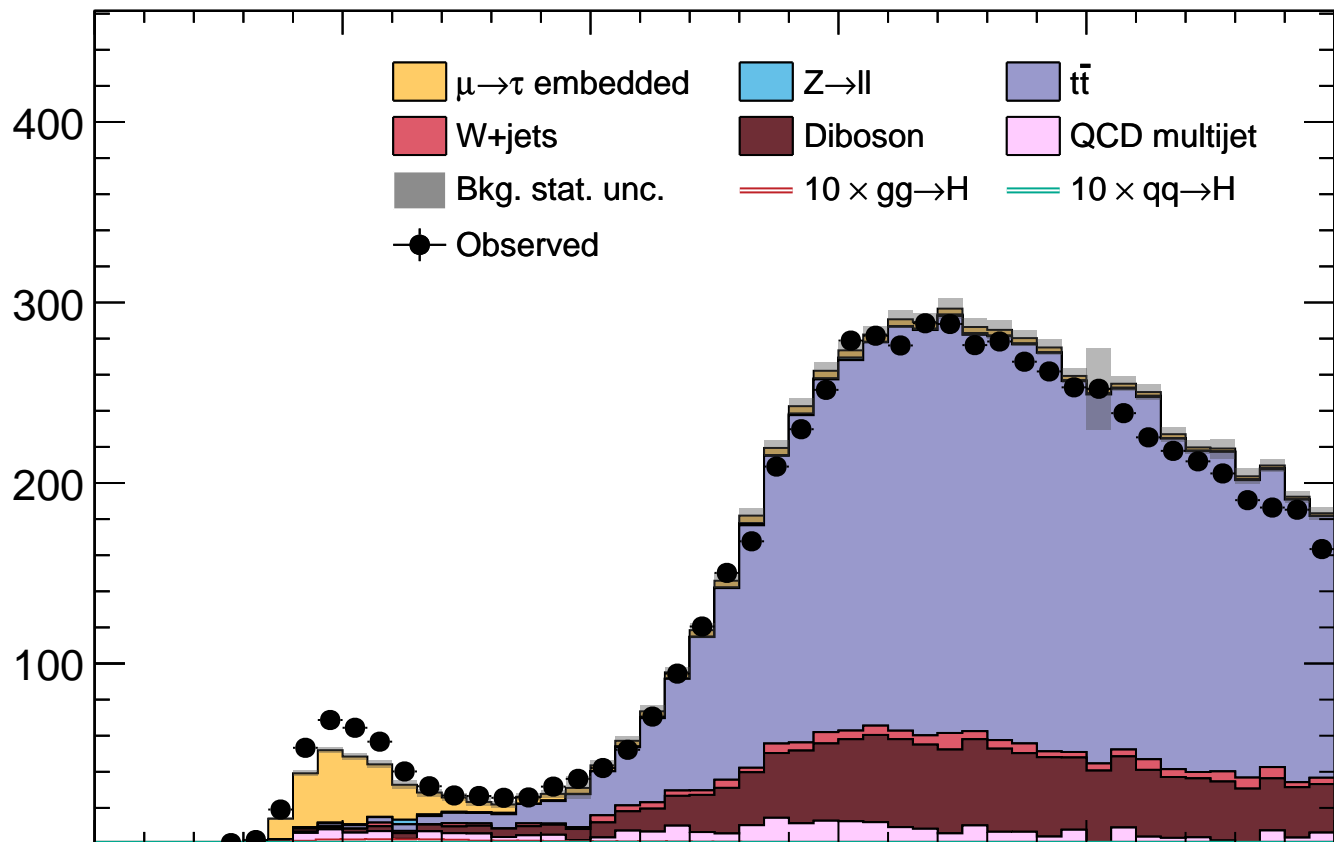 μ→τ embedded Z→ll tt̄
400 W+jets Diboson QCD multijet
Bkg. stat. unc. 10 × gg→H 10 × qq→H
Observed
300
200
100